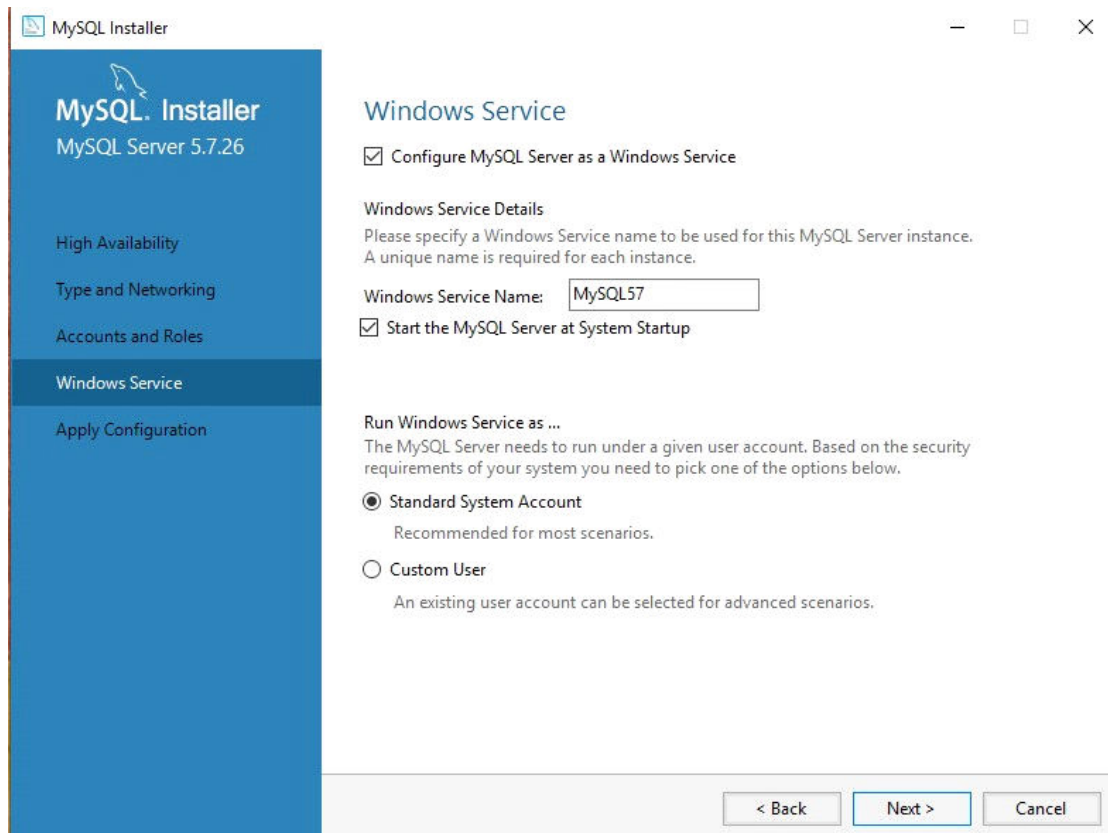 MySQL Installer
MySQL. Installer
MySQL Server 5.7.26
High Availability
Type and Networking
Accounts and Roles
Windows Service
Apply Configuration
Windows Service
Configure MySQL Server as a Windows Service
Windows Service Details
Please specify a Windows Service name to be used for this MySQL Server instance.
A unique name is required for each instance.
Windows Service Name: MySQL57
Start the MySQL Server at System Startup
Run Windows Service as ...
The MySQL Server needs to run under a given user account. Based on the security
requirements of your system you need to pick one of the options below.
Standard System Account
Recommended for most scenarios.
Custom User
An existing user account can be selected for advanced scenarios.
< Back Next > Cancel